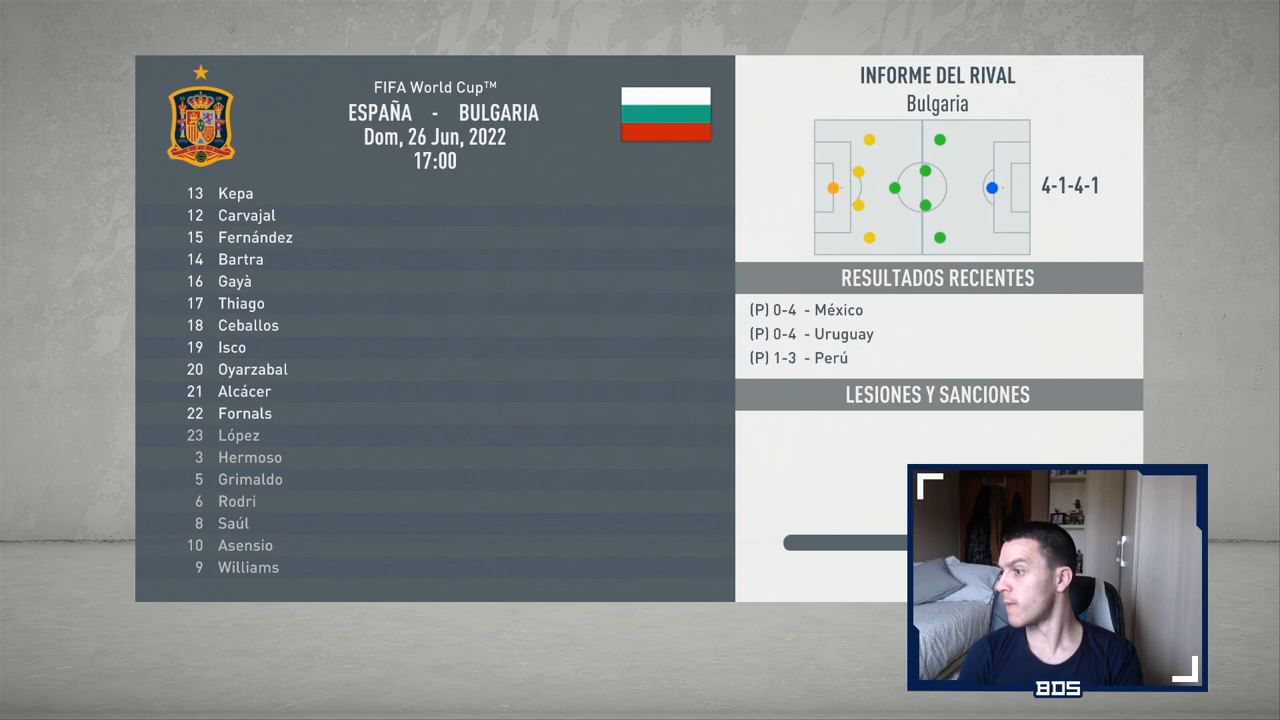 FIFA World Cup™
ESPAÑA - BULGARIA
Dom, 26 Jun, 2022
17:00
13 Kepa
12 Carvajal
15 Fernández
14 Bartra
16 Gayà
17 Thiago
18 Ceballos
19 Isco
20 Oyarzabal
21 Alcácer
22 Fornals
23 López
3 Hermoso
5 Grimaldo
6 Rodri
8 Saúl
10 Asensio
9 Williams
INFORME DEL RIVAL
Bulgaria
4-1-4-1
RESULTADOS RECIENTES
(P) 0-4 - México
(P) 0-4 - Uruguay
(P) 1-3 - Perú
LESIONES Y SANCIONES
BDS